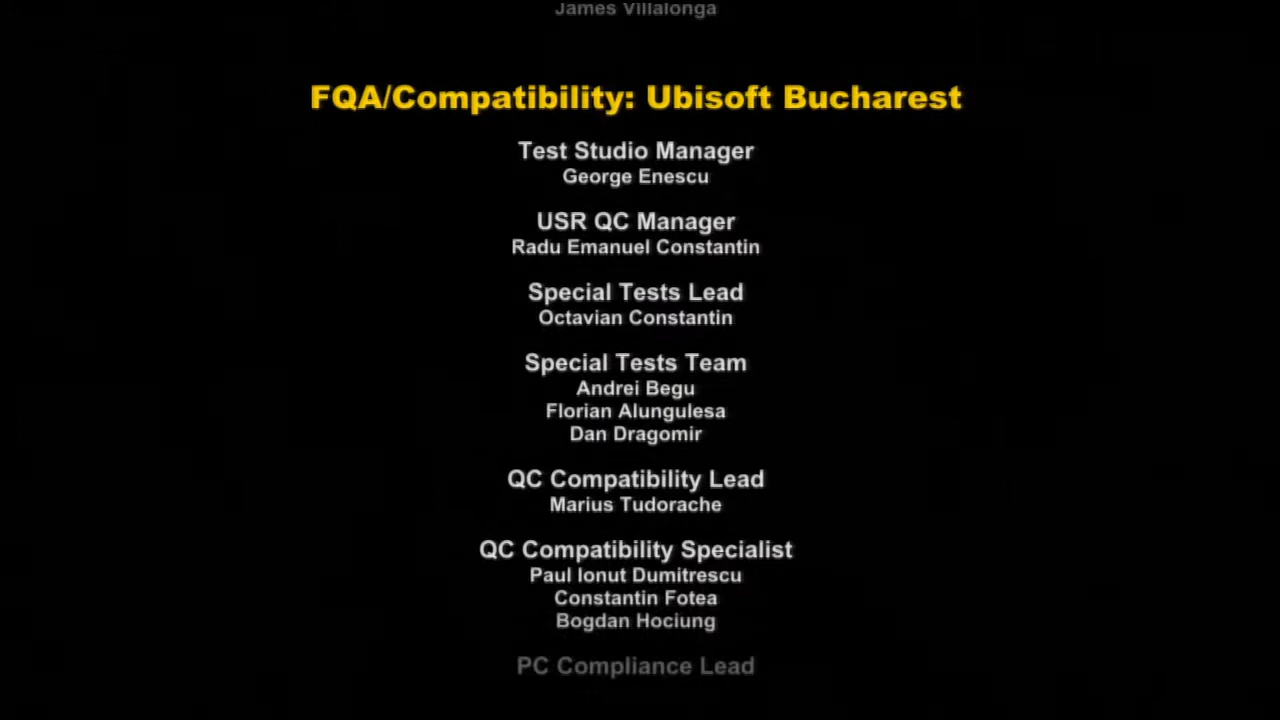 James Villalonga
FQA/Compatibility: Ubisoft Bucharest
Test Studio Manager
George Enescu
USR QC Manager
Radu Emanuel Constantin
Special Tests Lead
Octavian Constantin
Special Tests Team
Andrei Begu
Florian Alungulesa
Dan Dragomir
QC Compatibility Lead
Marius Tudorache
QC Compatibility Specialist
Paul Ionut Dumitrescu
Constantin Fotea
Bogdan Hociung
PC Compliance Lead